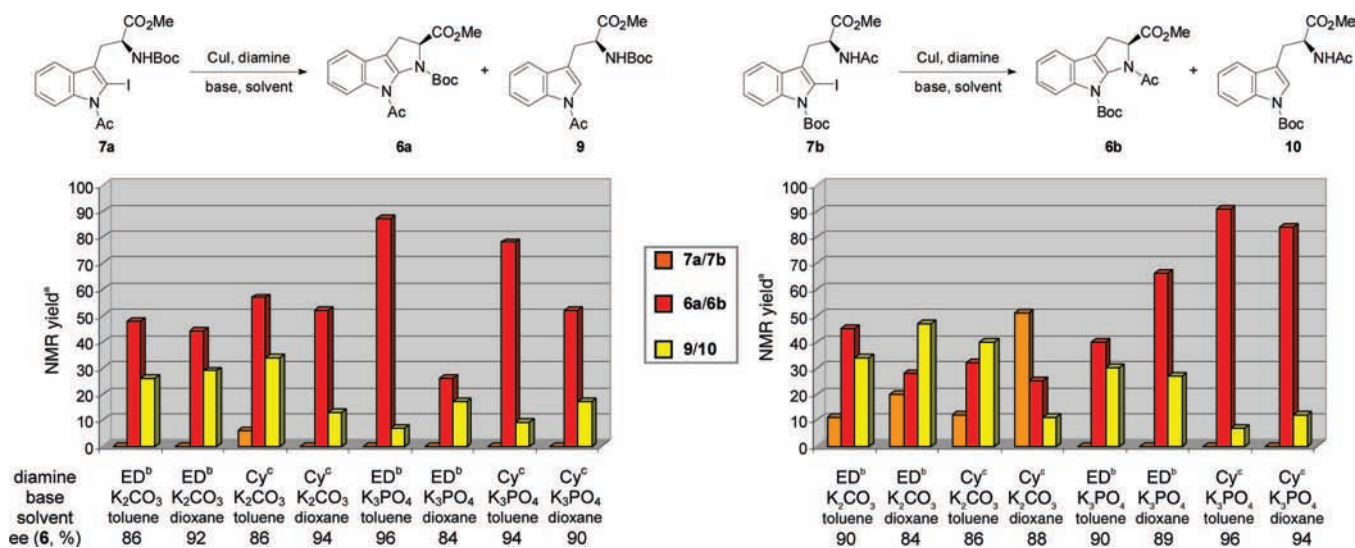 CO₂Me
NHBoc
I
N
Ac
7a
CuI, diamine
base, solvent
CO₂Me
N
Boc
N
Ac
6a
+
CO₂Me
NHBoc
N
Ac
9
CO₂Me
NHAc
I
N
Boc
7b
CuI, diamine
base, solvent
CO₂Me
N
Ac
N
Boc
6b
+
CO₂Me
NHAc
N
Boc
10
NMR yieldᵃ
100
90
80
70
60
50
40
30
20
10
0
7a/7b
6a/6b
9/10
NMR yieldᵃ
100
90
80
70
60
50
40
30
20
10
0
diamine EDᵇ EDᵇ Cyᶜ Cyᶜ EDᵇ EDᵇ Cyᶜ Cyᶜ
base K₂CO₃ K₂CO₃ K₂CO₃ K₂CO₃ K₃PO₄ K₃PO₄ K₃PO₄ K₃PO₄
solvent toluene dioxane toluene dioxane toluene dioxane toluene dioxane
ee (6, %) 86 92 86 94 96 84 94 90
EDᵇ EDᵇ Cyᶜ Cyᶜ EDᵇ EDᵇ Cyᶜ Cyᶜ
K₂CO₃ K₂CO₃ K₂CO₃ K₂CO₃ K₃PO₄ K₃PO₄ K₃PO₄ K₃PO₄
toluene dioxane toluene dioxane toluene dioxane toluene dioxane
90 84 86 88 90 89 96 94